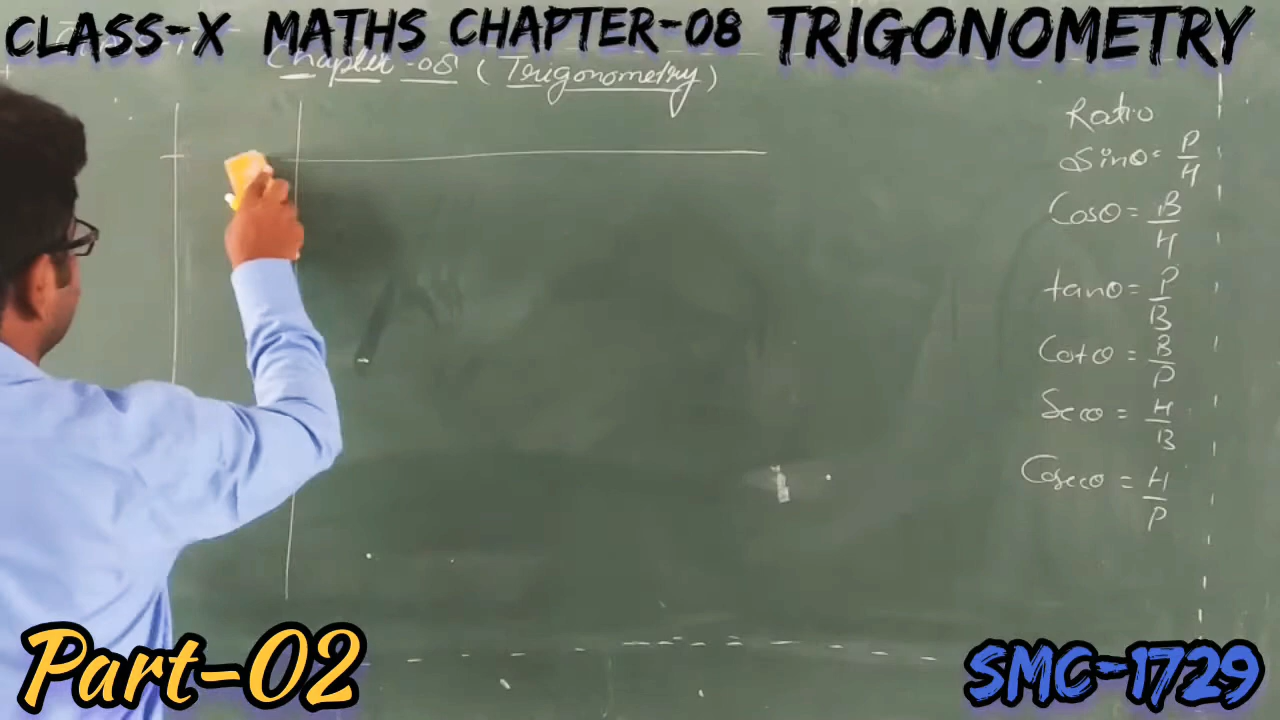 CLASS-X MATHS CHAPTER-08 TRIGONOMETRY
Chapter-08 (Trigonometry)
Ratio
Sinθ = P/H
Cosθ = B/H
tanθ = P/B
Cotθ = B/P
Secθ = H/B
Cosecθ = H/P
Part-02
SMC-1729